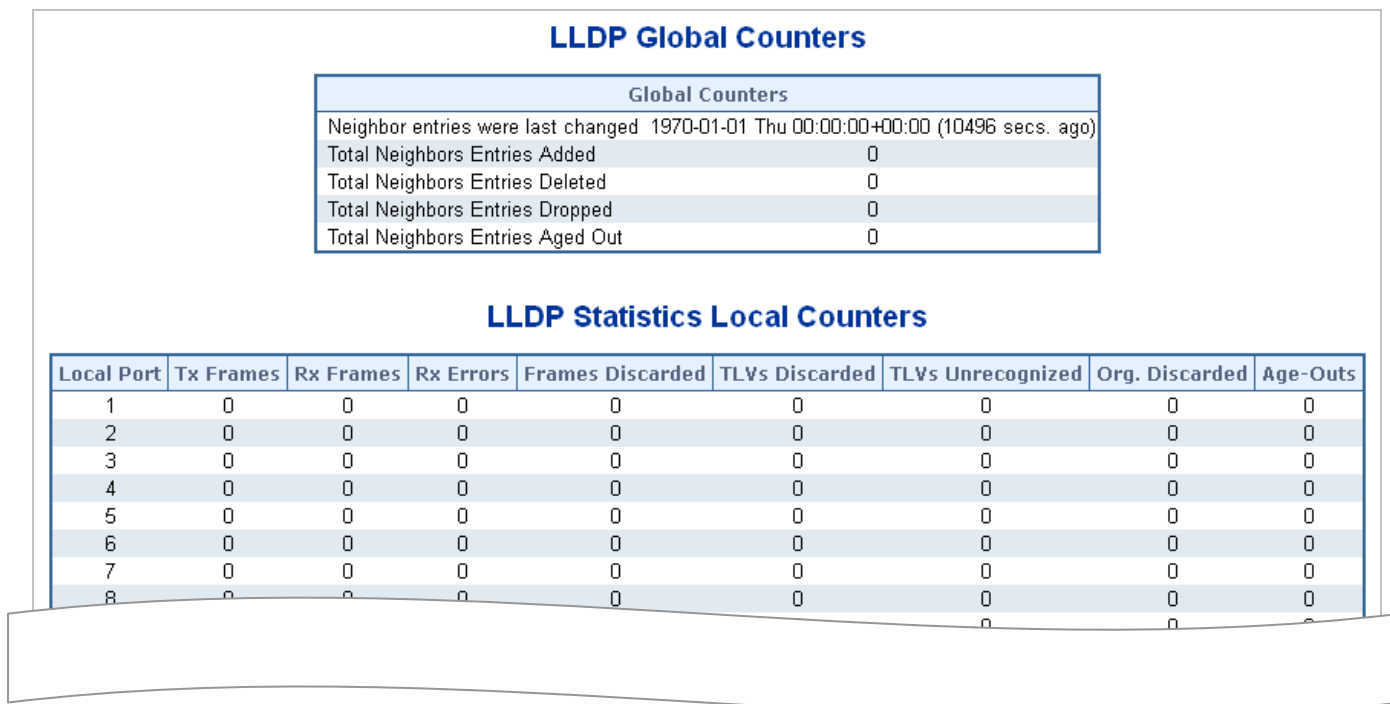 LLDP Global Counters
Global Counters
Neighbor entries were last changed 1970-01-01 Thu 00:00:00+00:00 (10496 secs. ago)
Total Neighbors Entries Added 0
Total Neighbors Entries Deleted 0
Total Neighbors Entries Dropped 0
Total Neighbors Entries Aged Out 0
LLDP Statistics Local Counters
Local Port Tx Frames Rx Frames Rx Errors Frames Discarded TLVs Discarded TLVs Unrecognized Org. Discarded Age-Outs
1 0 0 0 0 0 0 0 0
2 0 0 0 0 0 0 0 0
3 0 0 0 0 0 0 0 0
4 0 0 0 0 0 0 0 0
5 0 0 0 0 0 0 0 0
6 0 0 0 0 0 0 0 0
7 0 0 0 0 0 0 0 0
8 0 0 0 0 0 0 0 0